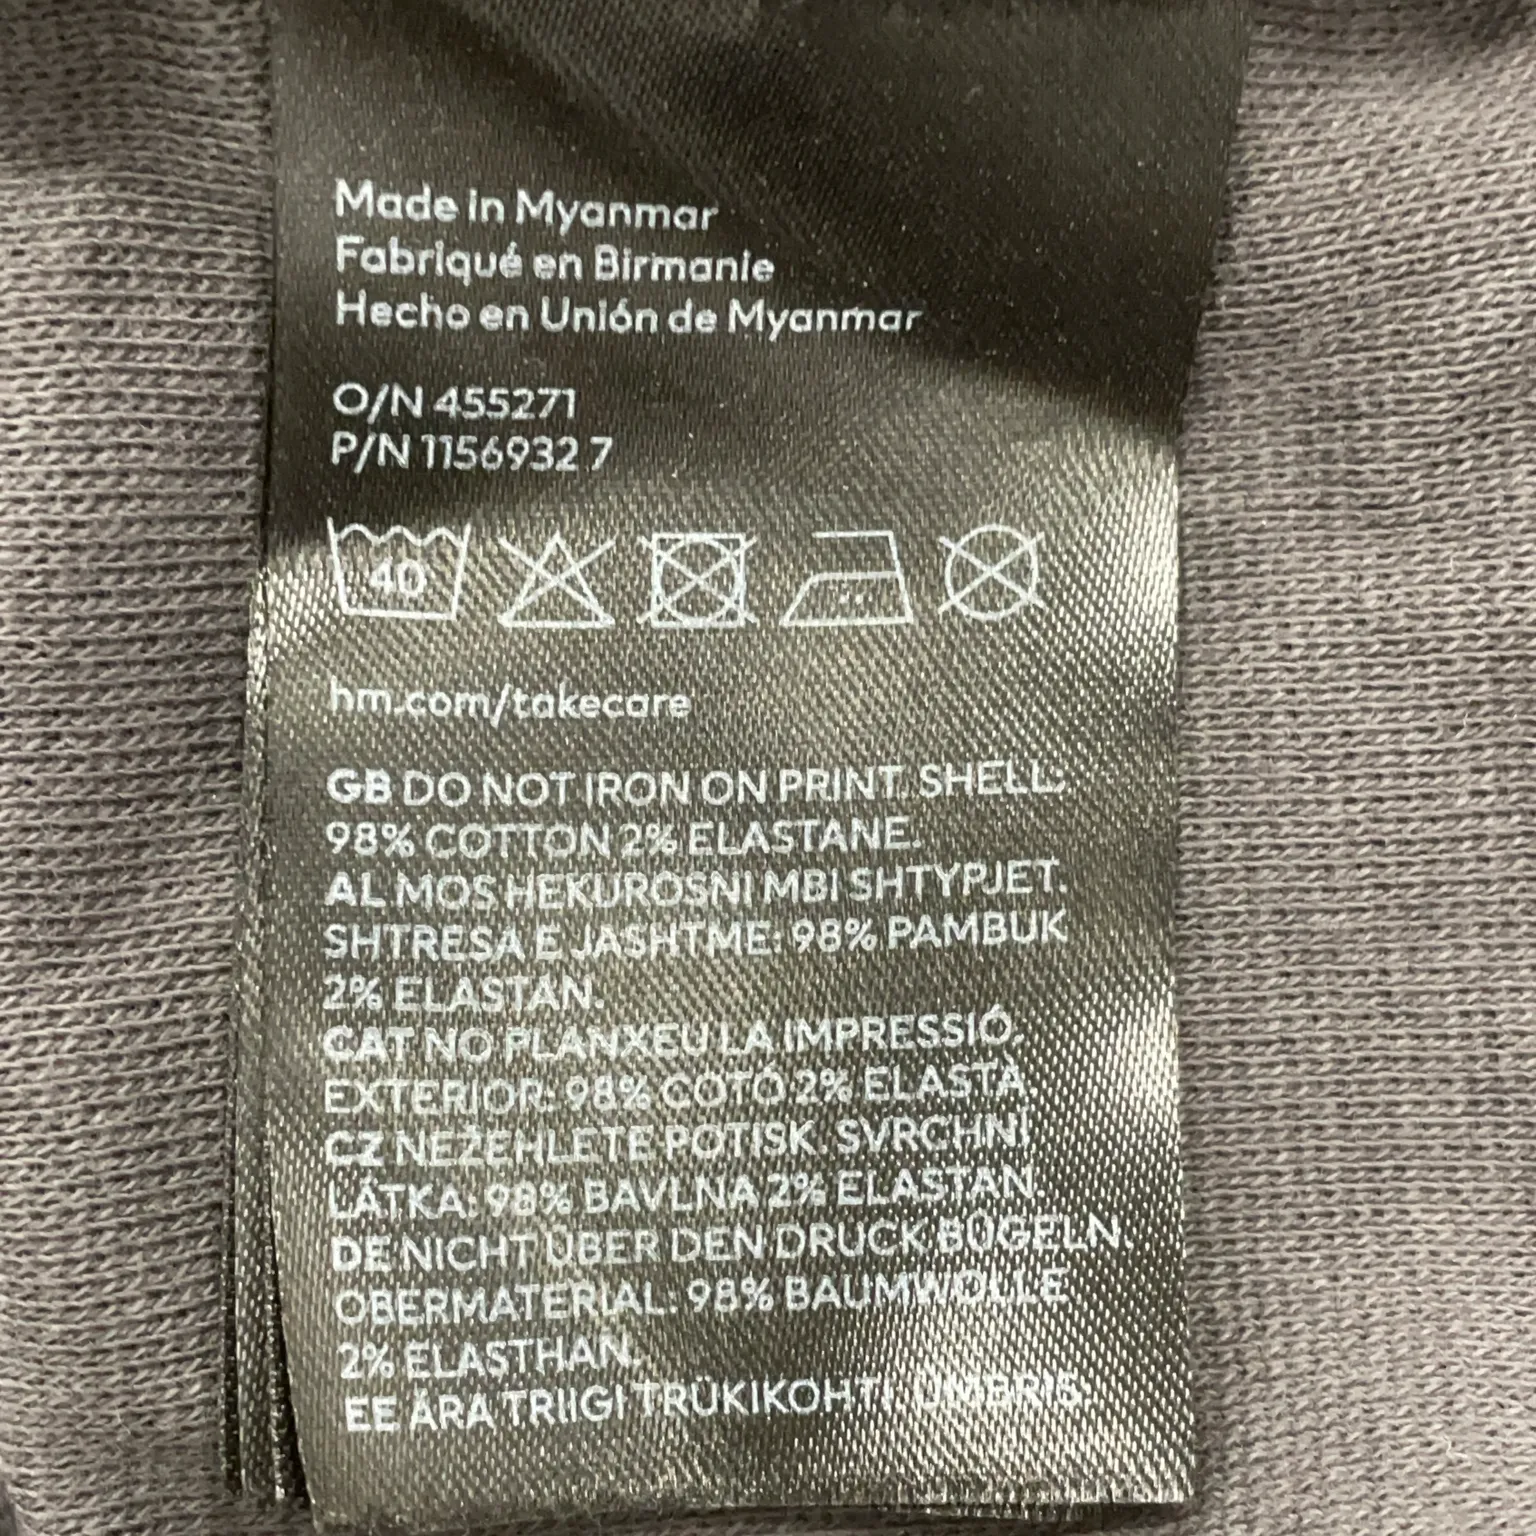 Made in Myanmar
Fabriqué en Birmanie
Hecho en Unión de Myanmar
O/N 455271
P/N 1156932 7
40
hm.com/takecare
GB DO NOT IRON ON PRINT. SHELL:
98% COTTON 2% ELASTANE.
AL MOS HEKUROSNI MBI SHTYPJET.
SHTRESA E JASHTME: 98% PAMBUK
2% ELASTAN.
CAT NO PLANXEU LA IMPRESSIÓ.
EXTERIOR: 98% COTÓ 2% ELASTÀ
CZ NEŽEHLETE POTISK. SVRCHNÍ
LÁTKA: 98% BAVLNA 2% ELASTAN.
DE NICHT ÜBER DEN DRUCK BÜGELN.
OBERMATERIAL: 98% BAUMWOLLE
2% ELASTHAN.
EE ÄRA TRIIGI TRÜKIKOHTI. ÜMBRIS: